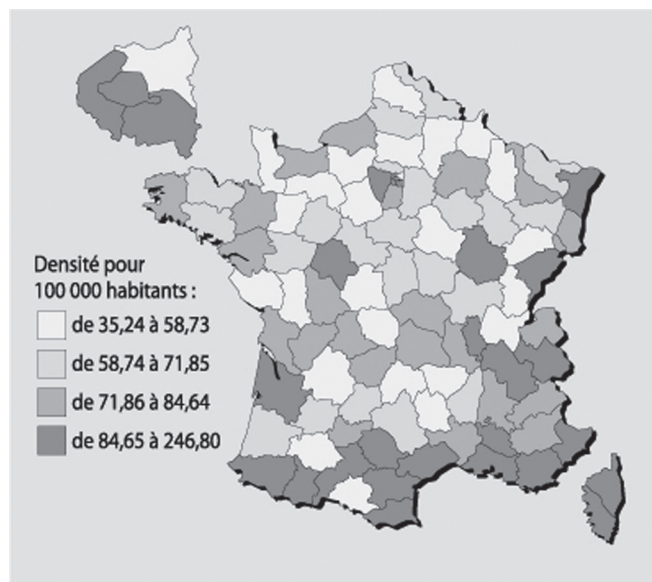 Densité pour
100 000 habitants :
de 35,24 à 58,73
de 58,74 à 71,85
de 71,86 à 84,64
de 84,65 à 246,80